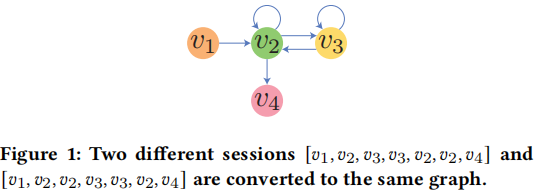 v1 v2 v3
v4
Figure 1: Two different sessions [v1, v2, v3, v3, v2, v2, v4] and
[v1, v2, v2, v3, v3, v2, v4] are converted to the same graph.